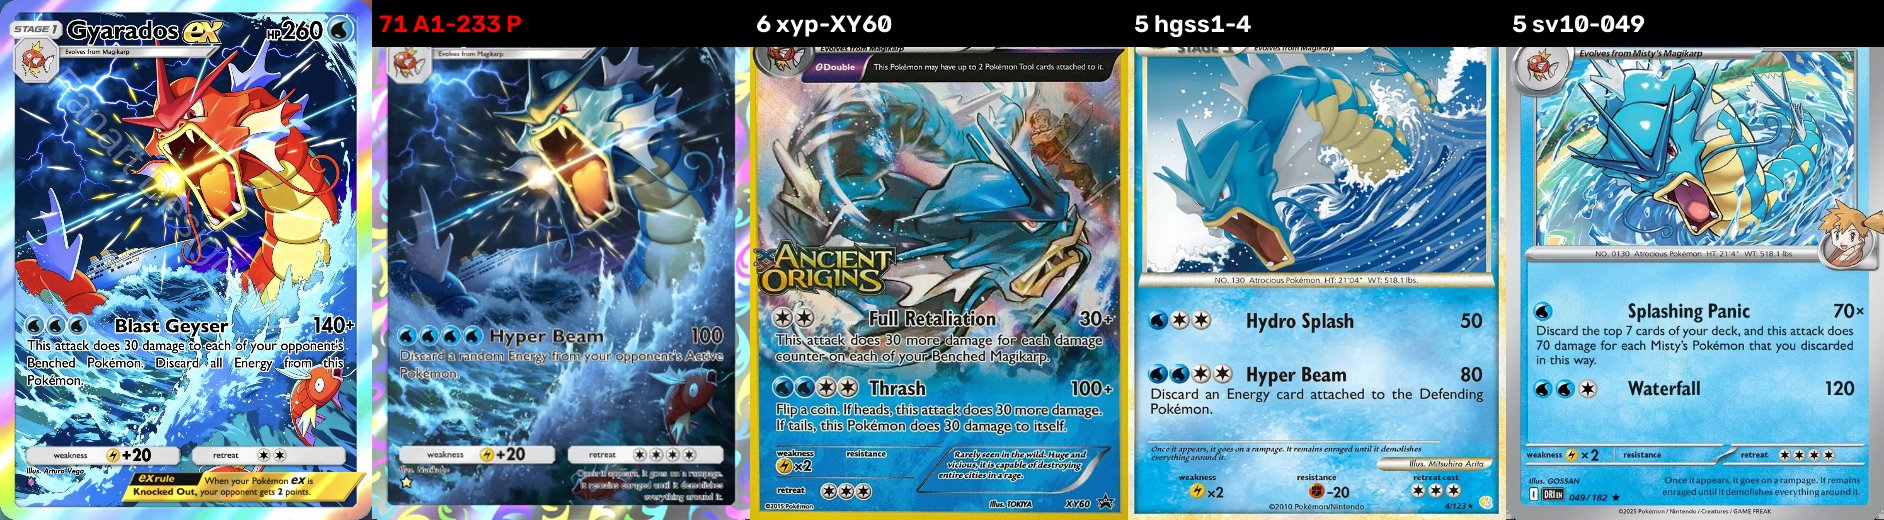 STAGE 1
Gyarados ex
HP260
Evolves from Magikarp
Blast Geyser 140+
This attack does 30 damage to each of your opponent's
Benched Pokémon. Discard all Energy from this
Pokémon.
weakness +20 retreat
Illus. Arturo Vega
ex rule When your Pokémon ex is
Knocked Out, your opponent gets 2 points.
71 A1-233 P
Evolves from Magikarp
Hyper Beam 100
Discard a random Energy from your opponent's Active
Pokémon.
weakness +20 retreat
Once it appears, it goes on a rampage.
It remains enraged until it demolishes
everything around it.
6 xyp-XY60
Evolves from Magikarp
θ Double This Pokémon may have up to 2 Pokémon Tool cards attached to it.
ANCIENT
ORIGINS
Full Retaliation 30+
This attack does 30 more damage for each damage
counter on each of your Benched Magikarp.
Thrash 100+
Flip a coin. If heads, this attack does 30 more damage.
If tails, this Pokémon does 30 damage to itself.
weakness resistance
×2
retreat
Rarely seen in the wild. Huge and
vicious, it is capable of destroying
entire cities in a rage.
©2015 Pokémon Illus. TOKIYA XY60
5 hgss1-4
STAGE 1 Evolves from Magikarp
NO. 130 Atrocious Pokémon HT: 21'04" WT: 518.1 lbs.
Hydro Splash 50
Hyper Beam 80
Discard an Energy card attached to the Defending
Pokémon.
Once it appears, it goes on a rampage. It remains enraged until it demolishes
everything around it.
Illus. Mitsuhiro Arita
weakness resistance retreat cost
×2 -20
©2010 Pokémon/Nintendo 4/123
5 sv10-049
Evolves from Misty's Magikarp
NO. 0130 Atrocious Pokémon HT: 21'4" WT: 518.1 lbs.
Splashing Panic 70×
Discard the top 7 cards of your deck, and this attack does
70 damage for each Misty's Pokémon that you discarded
in this way.
Waterfall 120
weakness ×2 resistance retreat
Illus. GOSSAN
I DRI EN 049/182 ★
Once it appears, it goes on a rampage. It remains
enraged until it demolishes everything around it.
©2025 Pokémon / Nintendo / Creatures / GAME FREAK